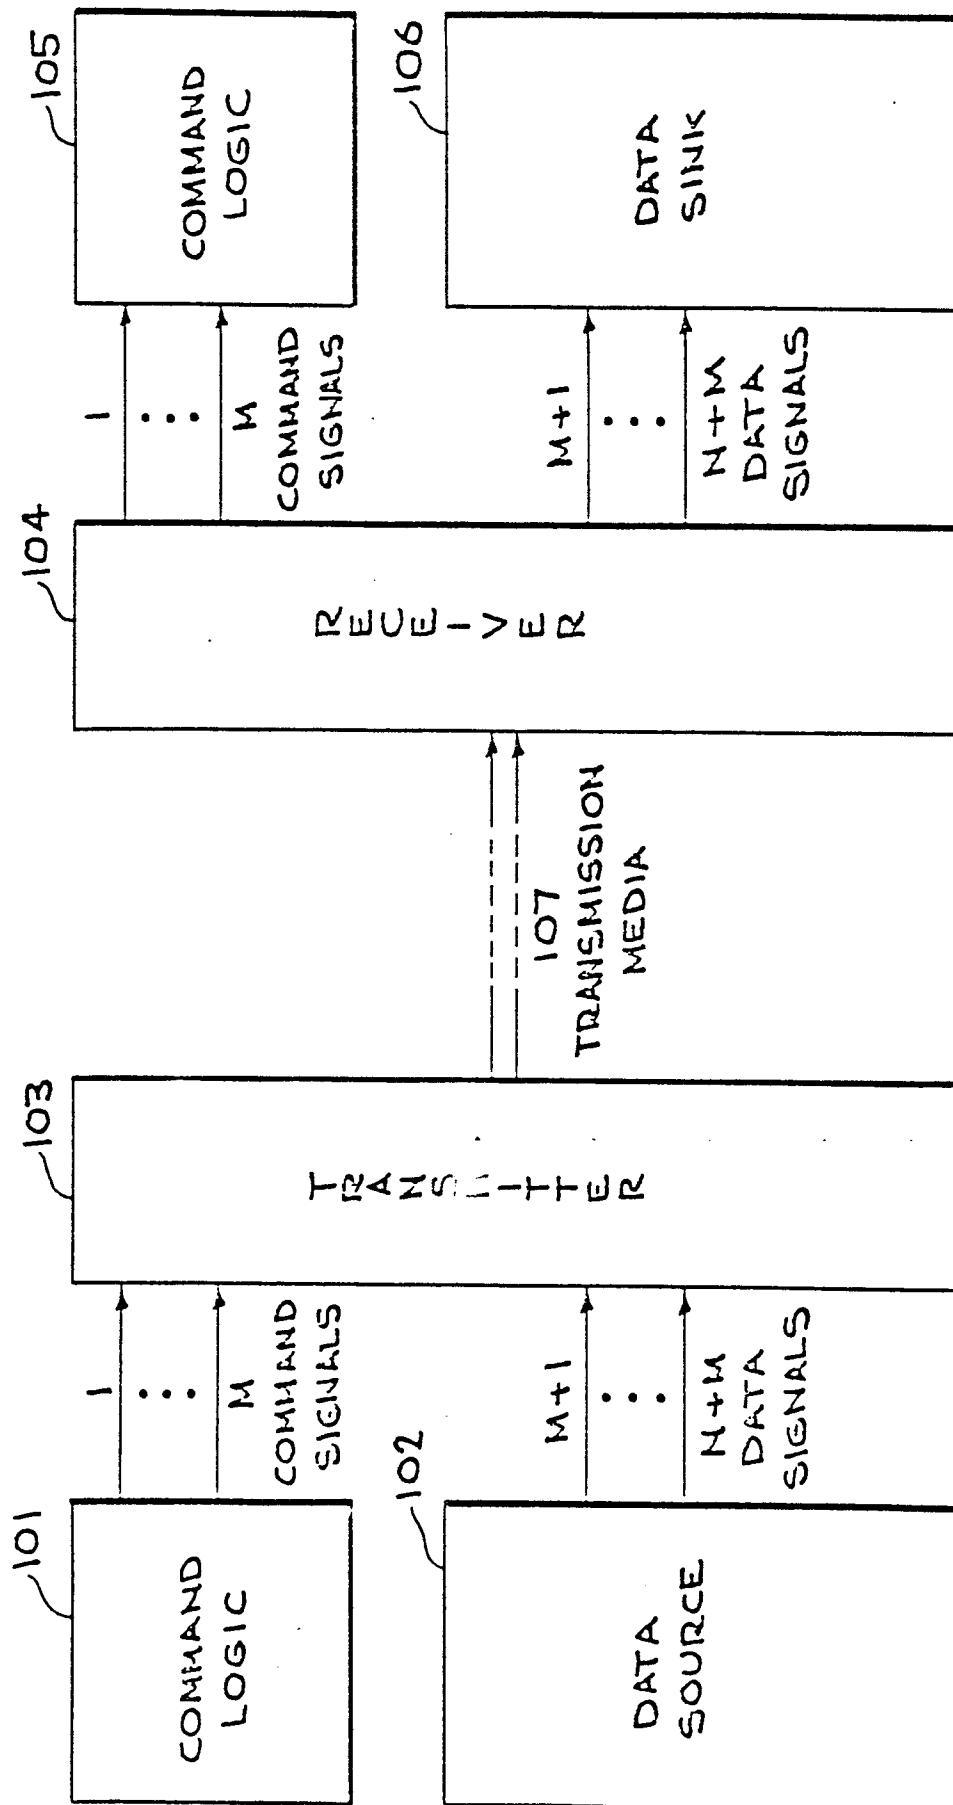 101
COMMAND
LOGIC
1
M
COMMAND
SIGNALS
102
DATA
SOURCE
M+1
N+M
DATA
SIGNALS
103
TRANSMITTER
107
TRANSMISSION
MEDIA
104
RECEIVER
1
M
COMMAND
SIGNALS
105
COMMAND
LOGIC
M+1
N+M
DATA
SIGNALS
106
DATA
SINK